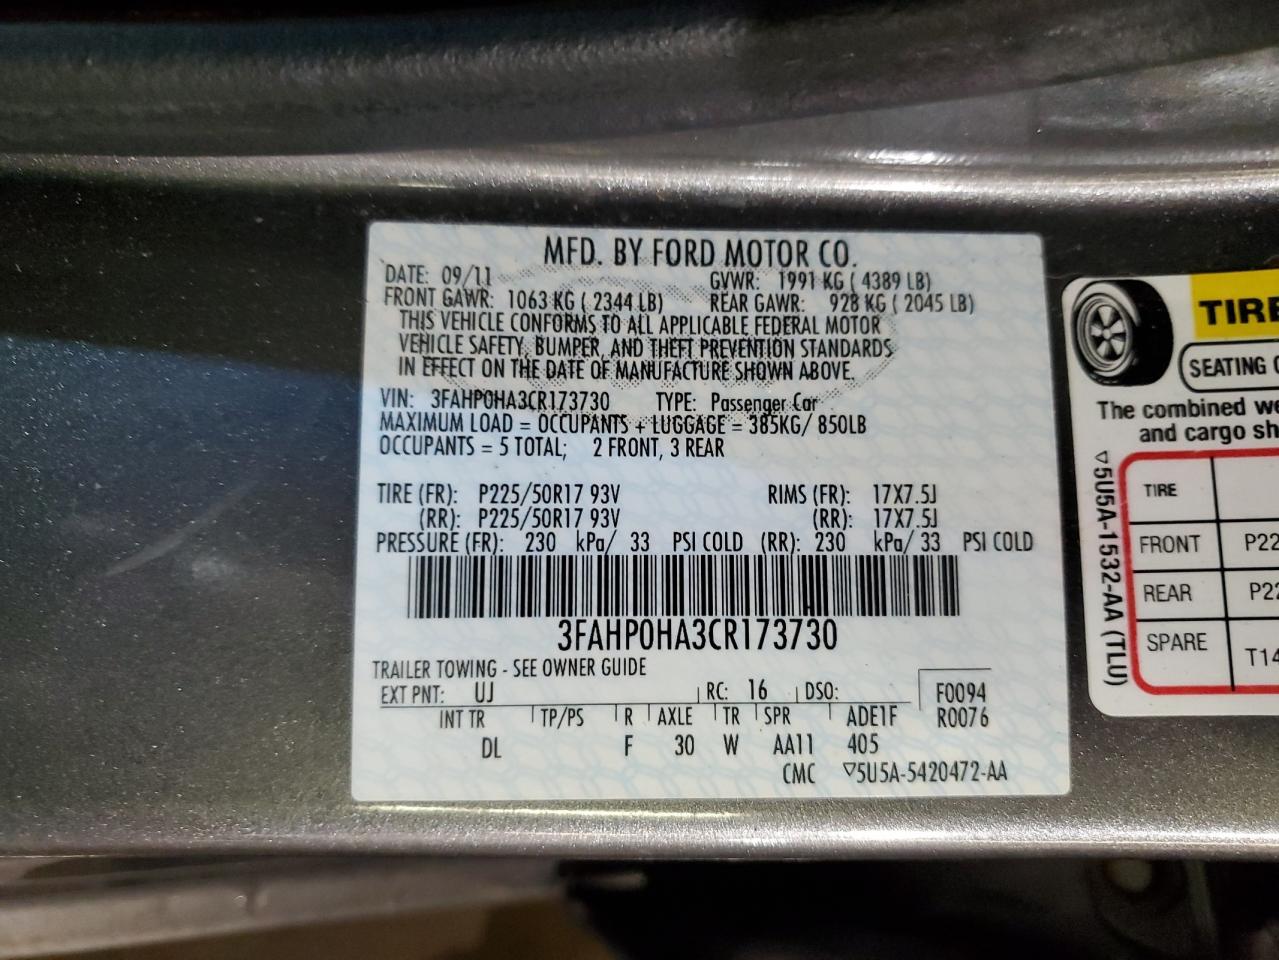 MFD. BY FORD MOTOR CO.
DATE: 09/11 GVWR: 1991 KG ( 4389 LB)
FRONT GAWR: 1063 KG ( 2344 LB) REAR GAWR: 928 KG ( 2045 LB)
THIS VEHICLE CONFORMS TO ALL APPLICABLE FEDERAL MOTOR
VEHICLE SAFETY, BUMPER, AND THEFT PREVENTION STANDARDS
IN EFFECT ON THE DATE OF MANUFACTURE SHOWN ABOVE.
VIN: 3FAHP0HA3CR173730 TYPE: Passenger Car
MAXIMUM LOAD = OCCUPANTS + LUGGAGE = 385KG/ 850LB
OCCUPANTS = 5 TOTAL; 2 FRONT, 3 REAR
TIRE (FR): P225/50R17 93V RIMS (FR): 17X7.5J
(RR): P225/50R17 93V (RR): 17X7.5J
PRESSURE (FR): 230 kPa/ 33 PSI COLD (RR): 230 kPa/ 33 PSI COLD
3FAHP0HA3CR173730
TRAILER TOWING - SEE OWNER GUIDE
EXT PNT: UJ RC: 16 DSO: F0094
INT TR TP/PS R AXLE TR SPR ADE1F R0076
DL F 30 W AA11 405
CMC ▽5U5A-5420472-AA
TIRE
SEATING
The combined
and cargo
▽5U5A-1532-AA (TLU)
TIRE
FRONT P22
REAR P22
SPARE T14